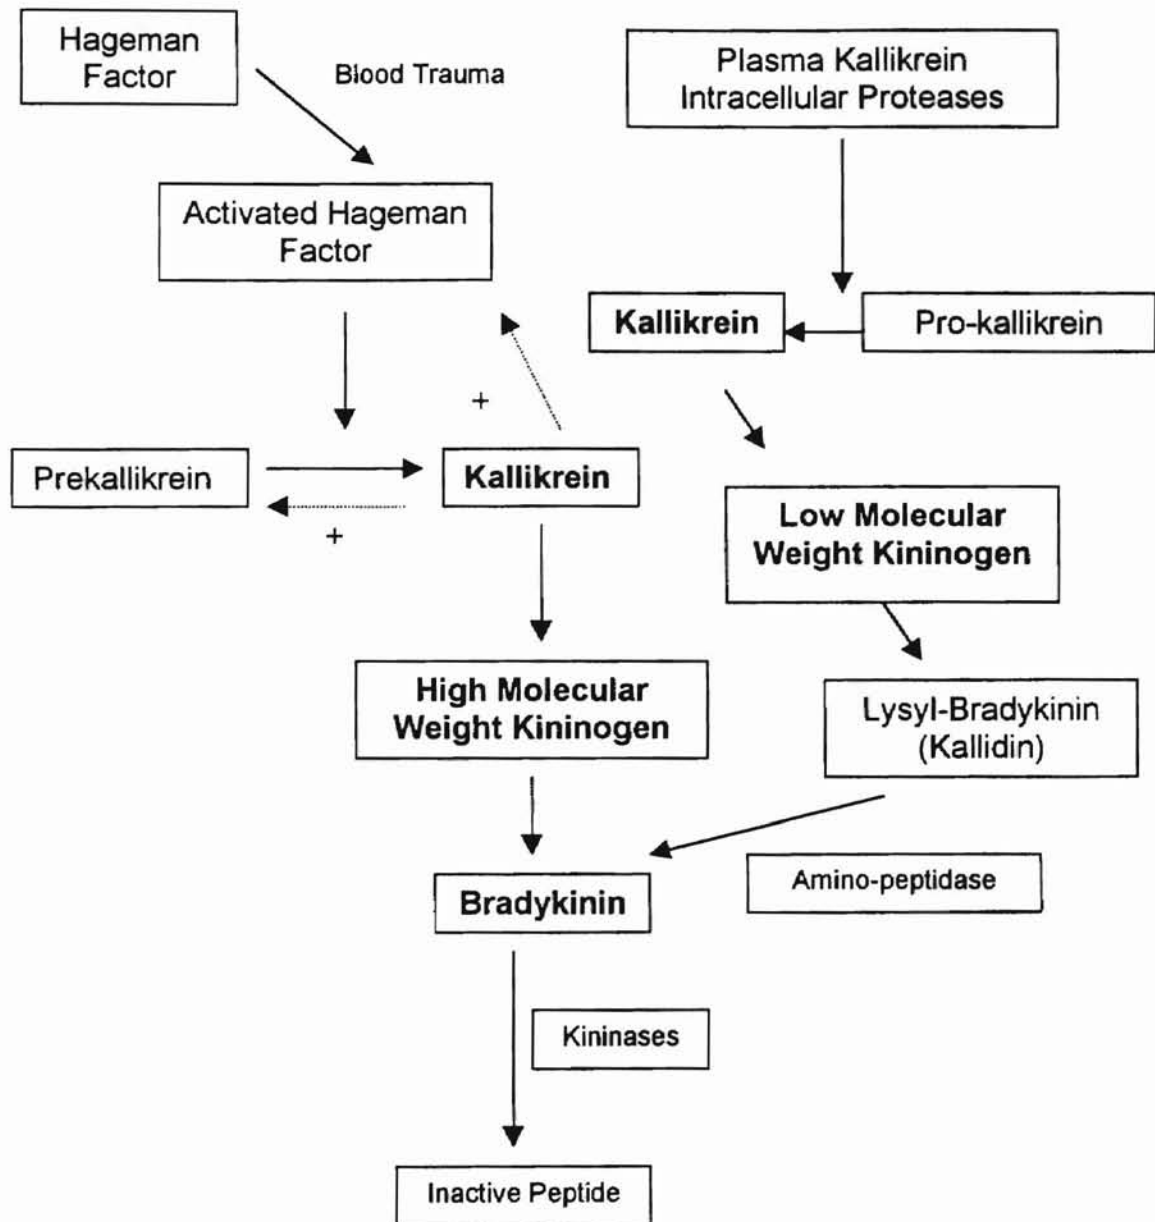 Hageman
Factor
Blood Trauma
Plasma Kallikrein
Intracellular Proteases
Activated Hageman
Factor
Kallikrein
Pro-kallikrein
+
Prekallikrein
Kallikrein
+
Low Molecular
Weight Kininogen
High Molecular
Weight Kininogen
Lysyl-Bradykinin
(Kallidin)
Amino-peptidase
Bradykinin
Kininases
Inactive Peptide